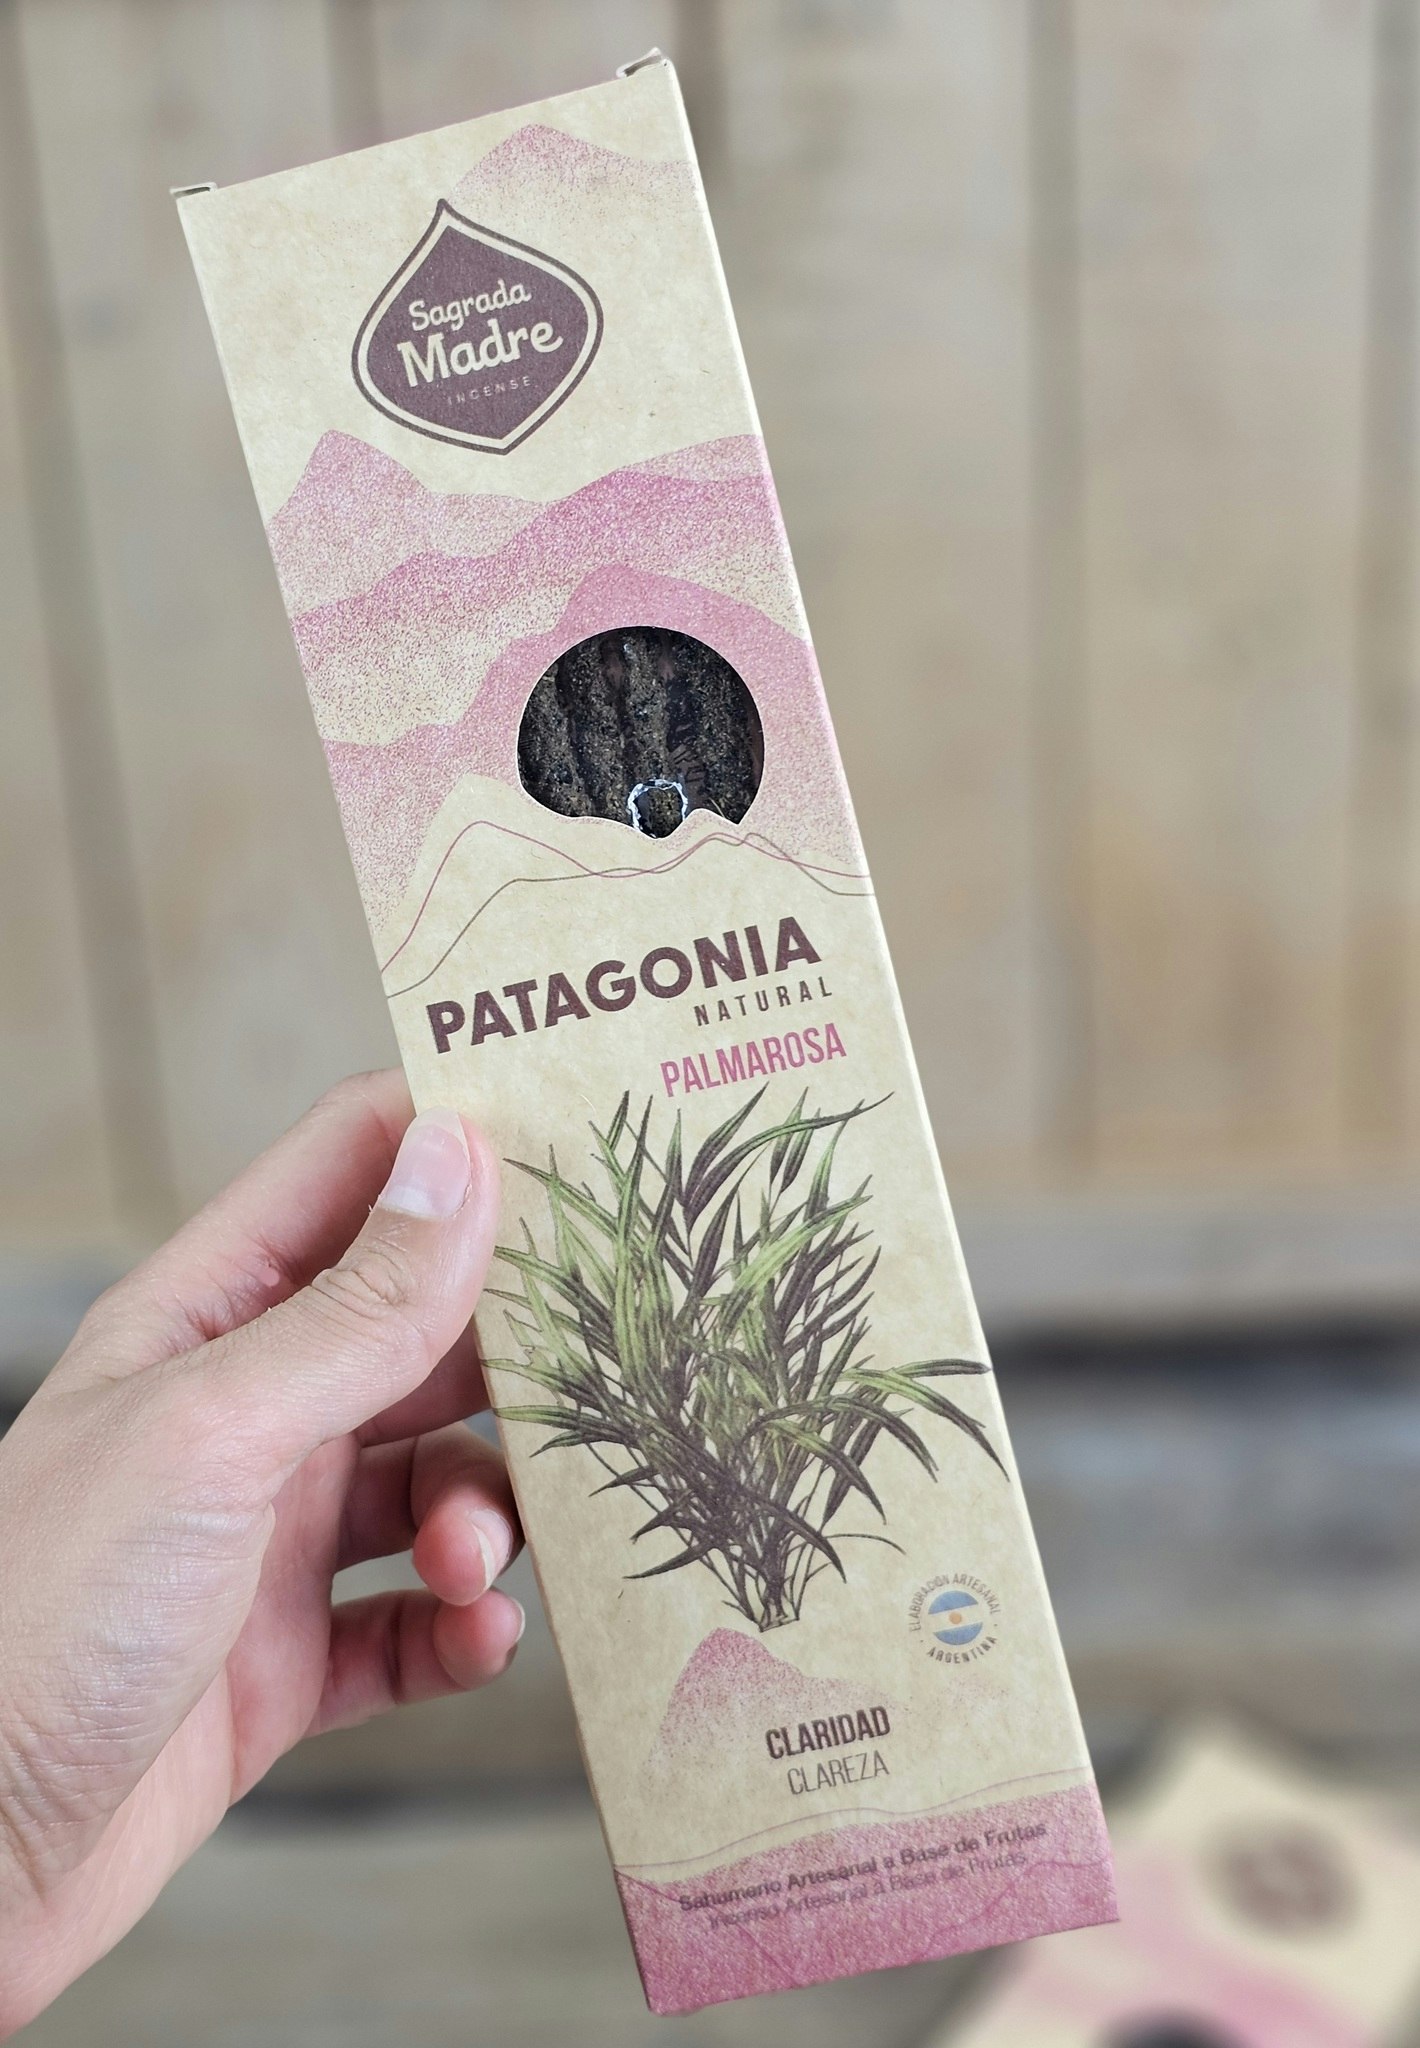 Sagrada
Madre
INCENSE
PATAGONIA
NATURAL
PALMAROSA
ELABORACION ARTESANAL
· ARGENTINA ·
CLARIDAD
CLAREZA
Sahumerio Artesanal a Base de Frutas
Incenso Artesanal à Base de Frutas